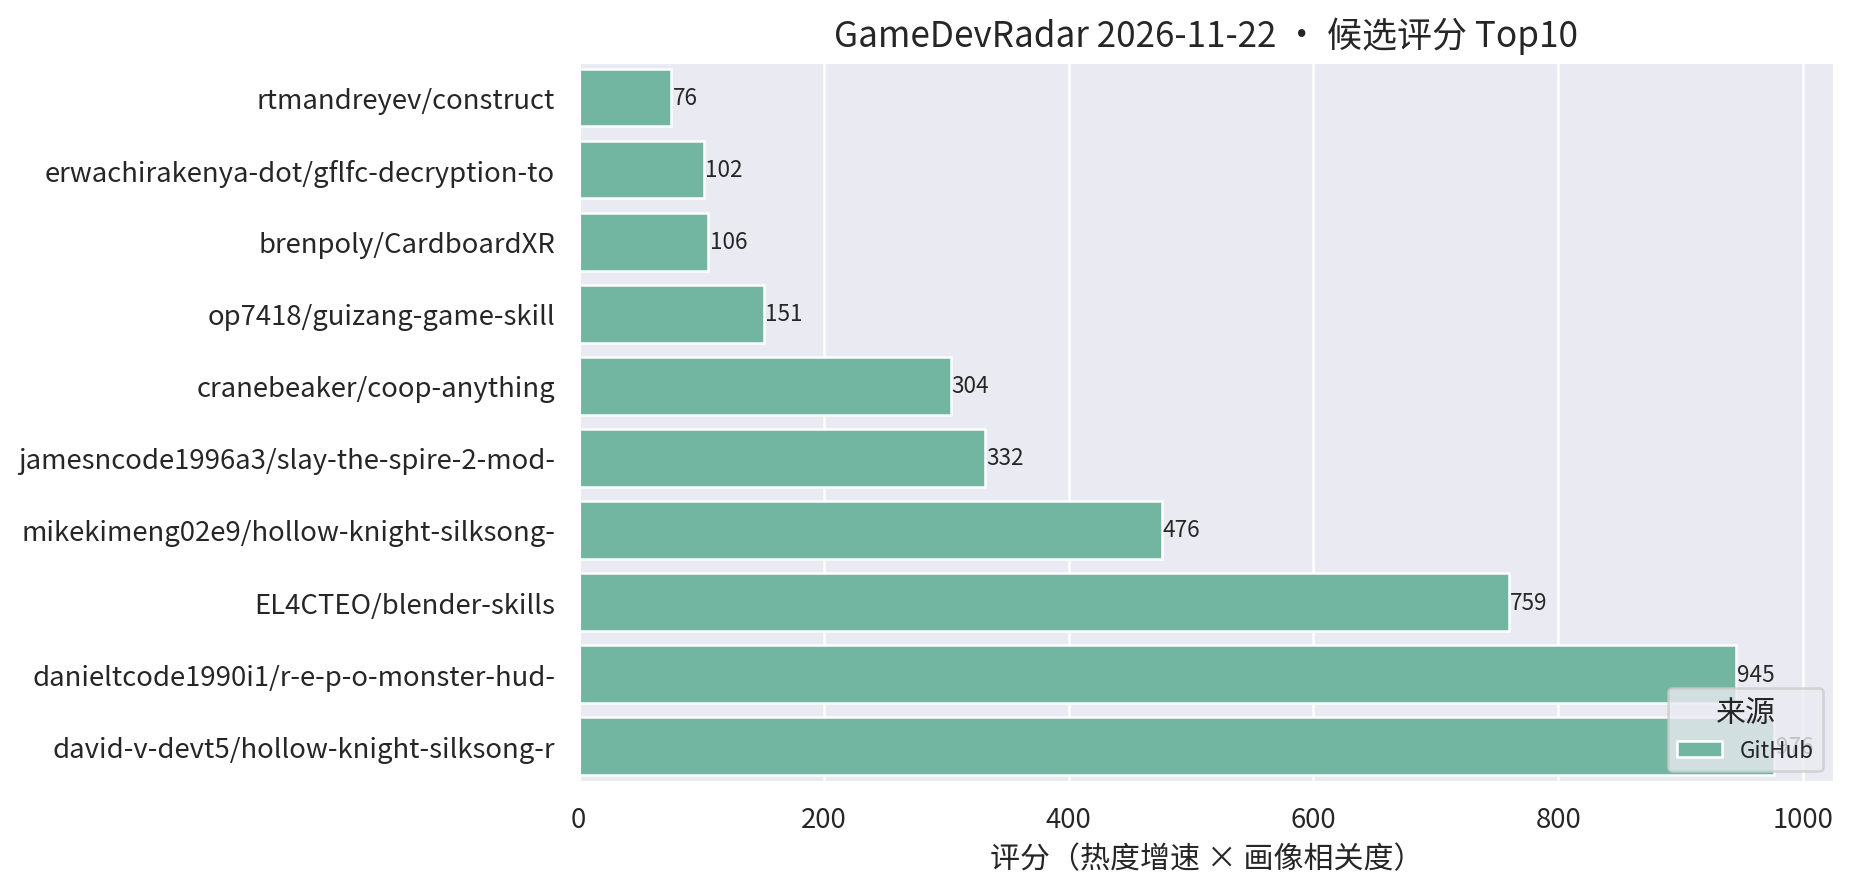 GameDevRadar 2026-11-22 · 候选评分 Top10
rtmandreyev/construct
76
erwachirakenya-dot/gflfc-decryption-to
102
brenpoly/CardboardXR
106
op7418/guizang-game-skill
151
cranebeaker/coop-anything
304
jamesncode1996a3/slay-the-spire-2-mod-
332
mikekimeng02e9/hollow-knight-silksong-
476
EL4CTEO/blender-skills
759
danieltcode1990i1/r-e-p-o-monster-hud-
945
david-v-devt5/hollow-knight-silksong-r
976
来源
GitHub
0 200 400 600 800 1000
评分（热度增速 × 画像相关度）